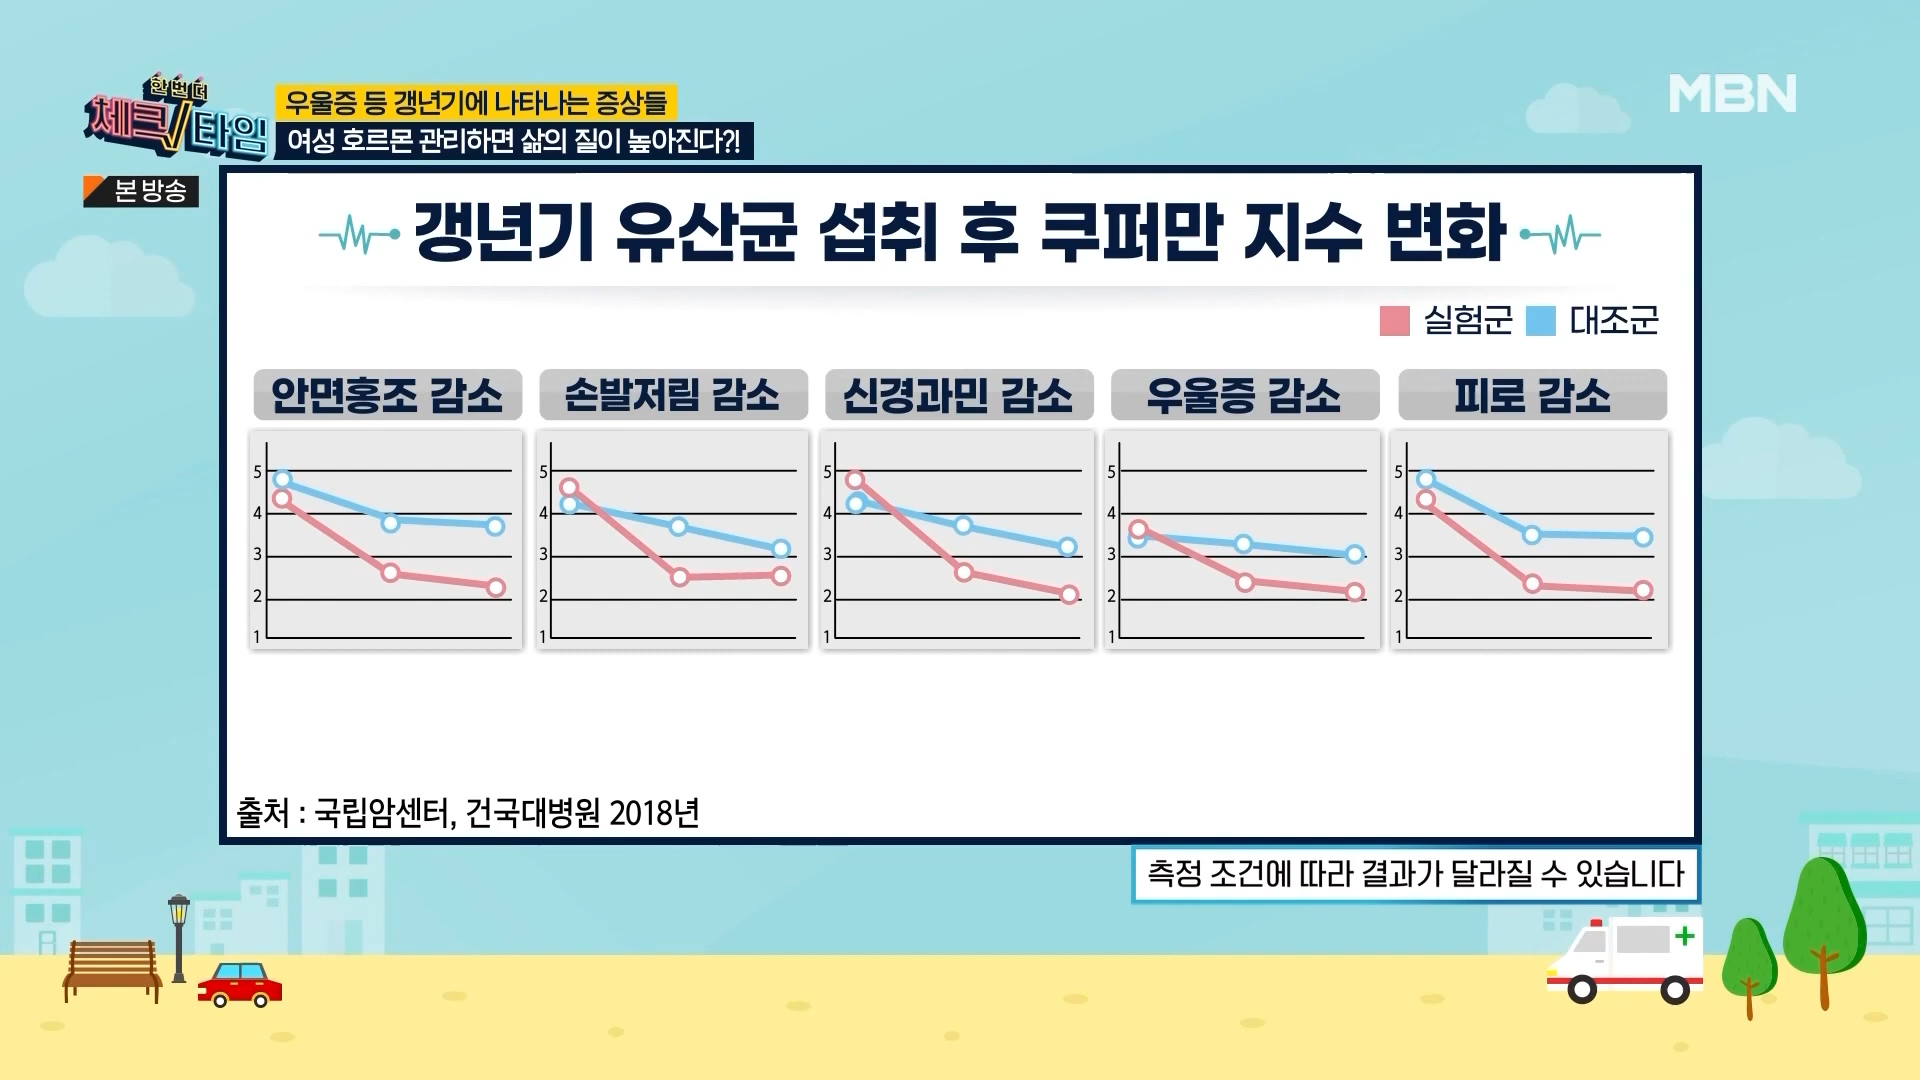 한 번 더
체크타임
우울증 등 갱년기에 나타나는 증상들
여성 호르몬 관리하면 삶의 질이 높아진다?!
MBN
본 방송
갱년기 유산균 섭취 후 쿠퍼만 지수 변화
실험군 대조군
안면홍조 감소
5
4
3
2
1
손발저림 감소
5
4
3
2
1
신경과민 감소
5
4
3
2
1
우울증 감소
5
4
3
2
1
피로 감소
5
4
3
2
1
출처 : 국립암센터, 건국대병원 2018년
측정 조건에 따라 결과가 달라질 수 있습니다